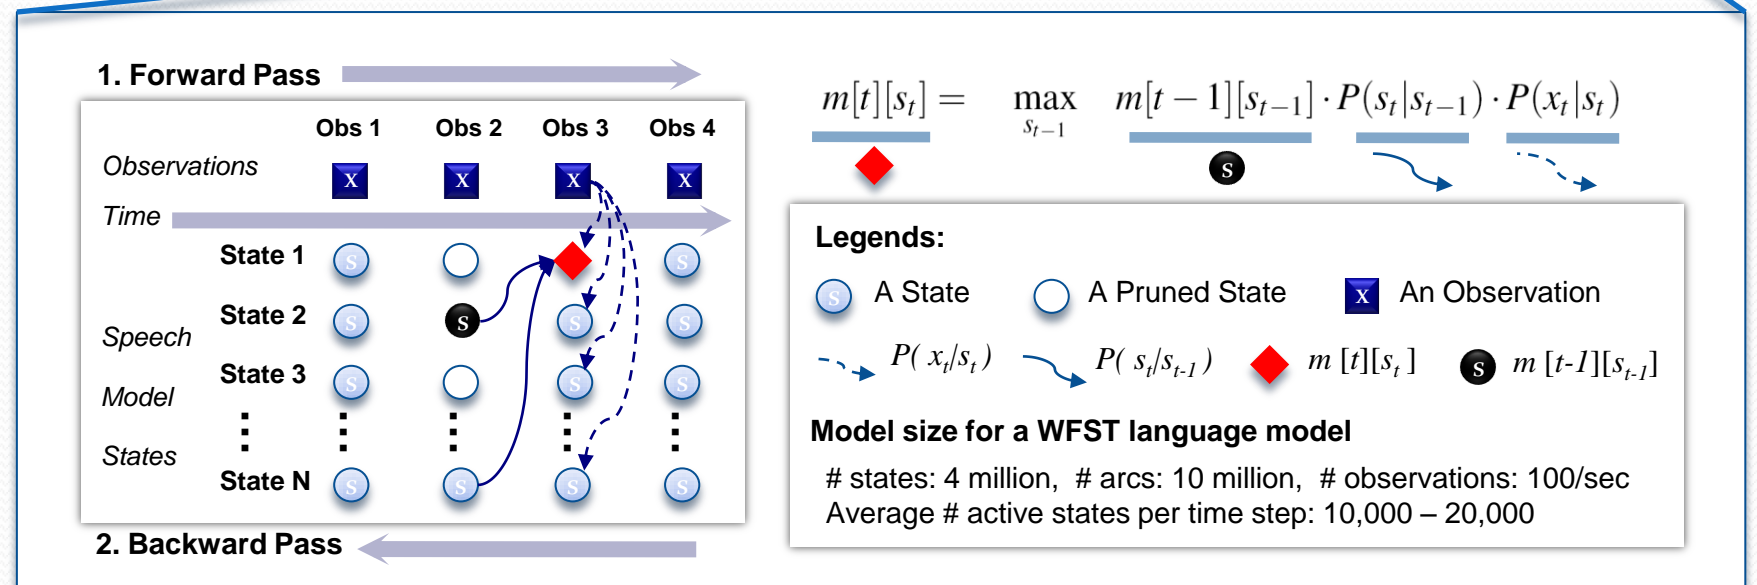 1. Forward Pass
Obs 1 Obs 2 Obs 3 Obs 4
Observations
X X X X
Time
State 1 S S
State 2 S S S S
Speech
State 3 S S S
Model
States
State N S S S S
2. Backward Pass
m[t][s_t] = max_{s_{t−1}} m[t − 1][s_{t−1}] · P(s_t|s_{t−1}) · P(x_t|s_t)
S
Legends:
S A State A Pruned State X An Observation
P( x_t/s_t ) P( s_t/s_{t-1} ) m [t][s_t ] S m [t-1][s_{t-1}]
Model size for a WFST language model
# states: 4 million, # arcs: 10 million, # observations: 100/sec
Average # active states per time step: 10,000 – 20,000